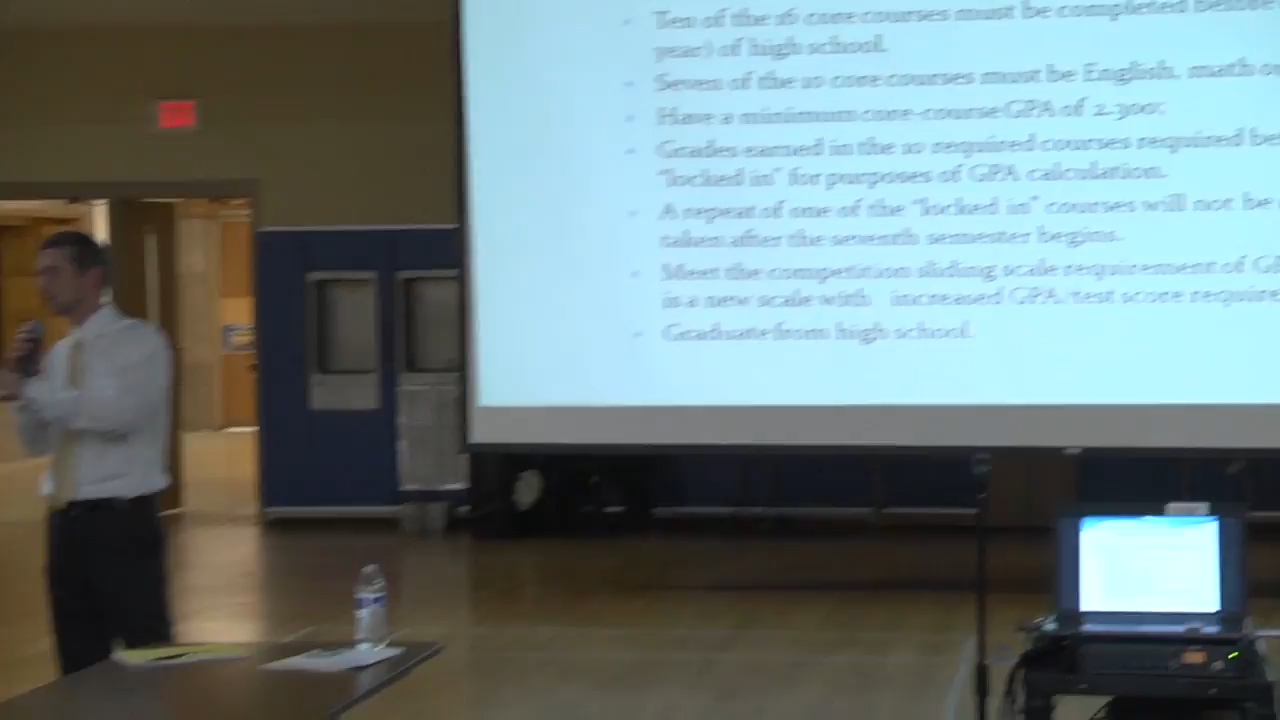 Ten of the 16 core courses must be completed before
year) of high school.
Seven of the 10 core courses must be English, math o
Have a minimum core-course GPA of 2.300;
Grades earned in the 10 required courses required be
"locked in" for purposes of GPA calculation.
A repeat of one of the "locked in" courses will not be
taken after the seventh semester begins.
Meet the competition sliding scale requirement of G
is a new scale with increased GPA/test score require
Graduate from high school.